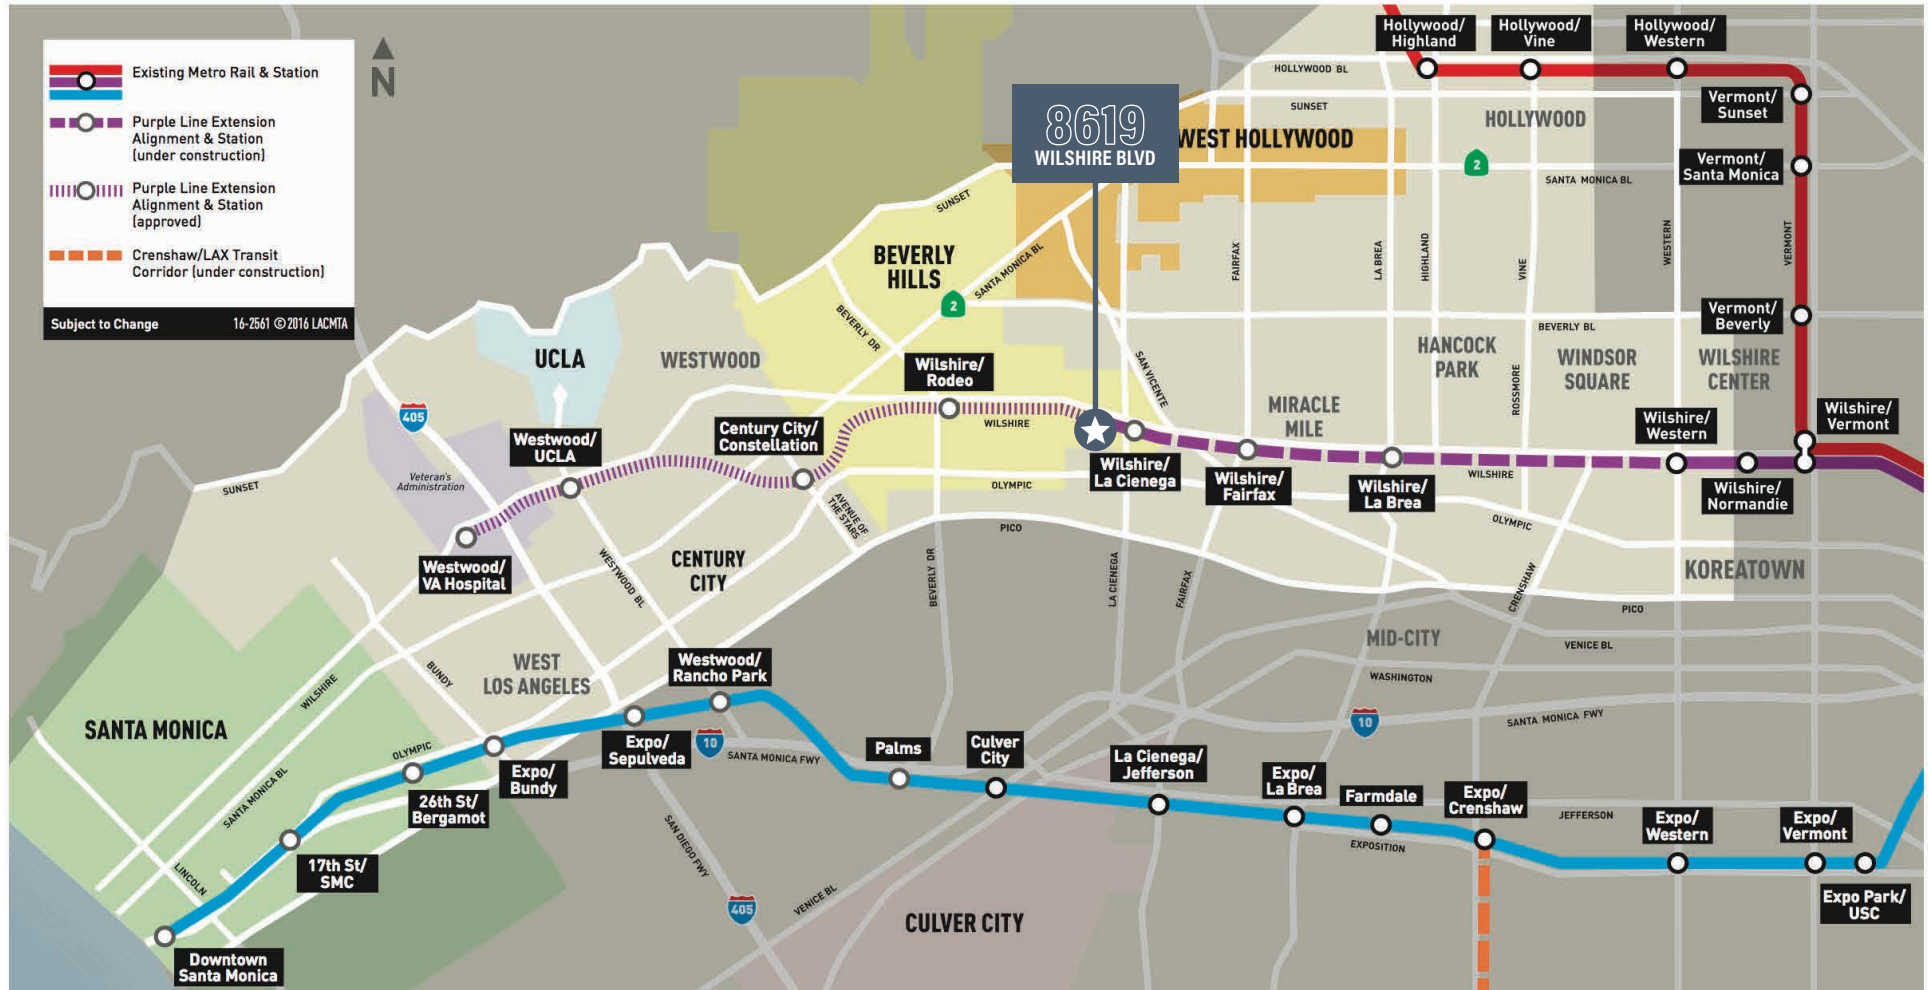 Existing Metro Rail & Station
Purple Line Extension
Alignment & Station
(under construction)
Purple Line Extension
Alignment & Station
(approved)
Crenshaw/LAX Transit
Corridor (under construction)
Subject to Change
16-2561 © 2016 LACMTA
N
8619
WILSHIRE BLVD
Hollywood/
Highland
Hollywood/
Vine
Hollywood/
Western
HOLLYWOOD BL
SUNSET
HOLLYWOOD
Vermont/
Sunset
WEST HOLLYWOOD
2
SANTA MONICA BL
Vermont/
Santa Monica
SUNSET
BEVERLY
HILLS
SANTA MONICA BL
2
FAIRFAX
LA BREA
HIGHLAND
VINE
WESTERN
VERMONT
BEVERLY DR
Vermont/
Beverly
BEVERLY BL
UCLA
WESTWOOD
Wilshire/
Rodeo
SAN VICENTE
HANCOCK
PARK
WINDSOR
SQUARE
WILSHIRE
CENTER
ROSSMORE
405
MIRACLE
MILE
Wilshire/
Western
Wilshire/
Vermont
Westwood/
UCLA
Century City/
Constellation
WILSHIRE
Wilshire/
La Cienega
Wilshire/
Fairfax
Wilshire/
La Brea
WILSHIRE
Wilshire/
Normandie
SUNSET
Veteran's
Administration
OLYMPIC
AVENUE OF
THE STARS
PICO
OLYMPIC
Westwood/
VA Hospital
WESTWOOD BL
CENTURY
CITY
BEVERLY DR
LA CIENEGA
FAIRFAX
CRENSHAW
KOREATOWN
PICO
MID-CITY
VENICE BL
WASHINGTON
WEST
LOS ANGELES
BUNDY
WILSHIRE
Westwood/
Rancho Park
SANTA MONICA
10
SANTA MONICA FWY
10
SANTA MONICA FWY
OLYMPIC
Expo/
Sepulveda
Palms
Culver
City
La Cienega/
Jefferson
Expo/
La Brea
Farmdale
Expo/
Crenshaw
Expo/
Bundy
SANTA MONICA BL
26th St/
Bergamot
JEFFERSON
Expo/
Western
Expo/
Vermont
EXPOSITION
SAN DIEGO FWY
17th St/
SMC
LINCOLN
405
VENICE BL
CULVER CITY
Expo Park/
USC
Downtown
Santa Monica